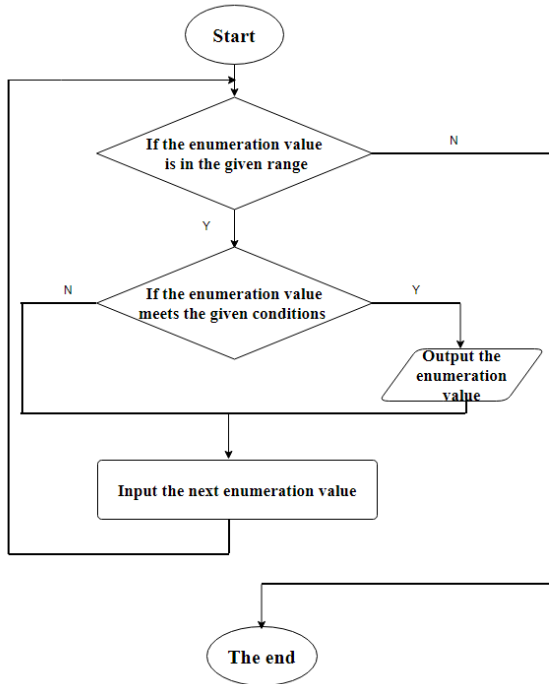 Start
If the enumeration value
is in the given range
N
Y
If the enumeration value
meets the given conditions
N
Y
Output the
enumeration
value
Input the next enumeration value
The end